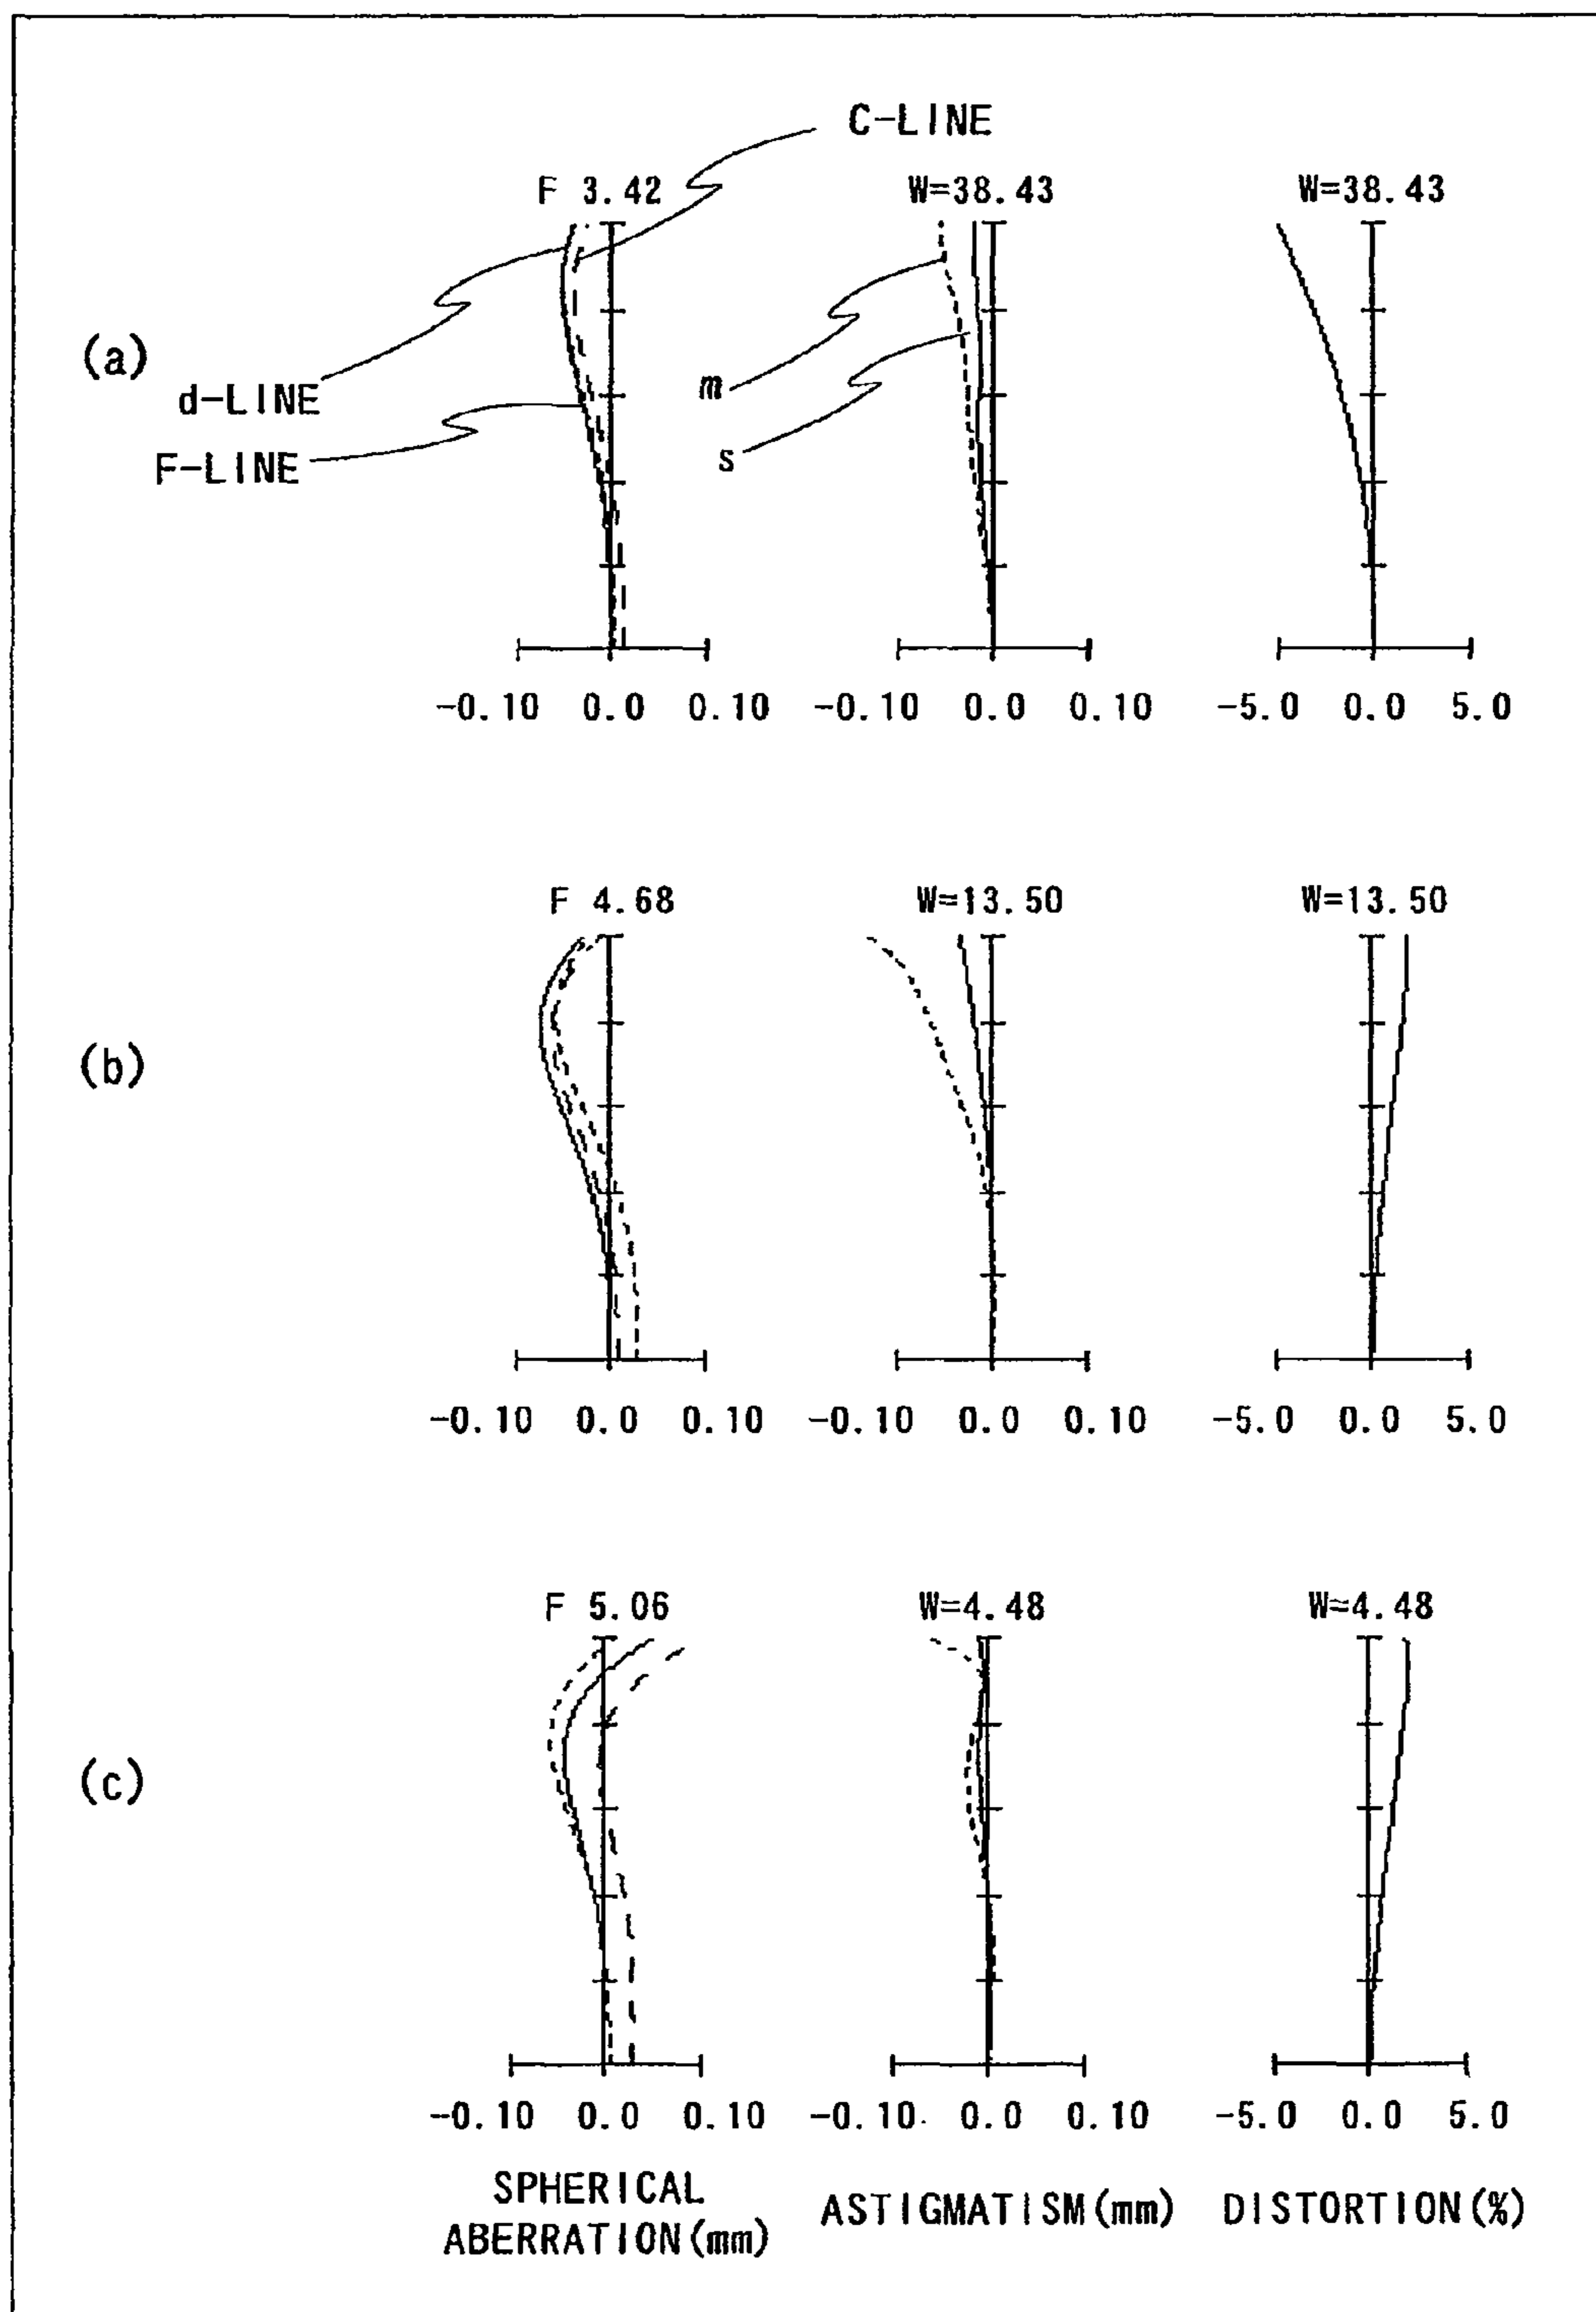 C-LINE
F 3.42
W=38.43
W=38.43
(a)
d-LINE
F-LINE
m
s
-0.10 0.0 0.10
-0.10 0.0 0.10
-5.0 0.0 5.0
F 4.68
W=13.50
W=13.50
(b)
-0.10 0.0 0.10
-0.10 0.0 0.10
-5.0 0.0 5.0
F 5.06
W=4.48
W=4.48
(c)
-0.10 0.0 0.10
-0.10 0.0 0.10
-5.0 0.0 5.0
SPHERICAL
ABERRATION(mm)
ASTIGMATISM(mm)
DISTORTION(%)